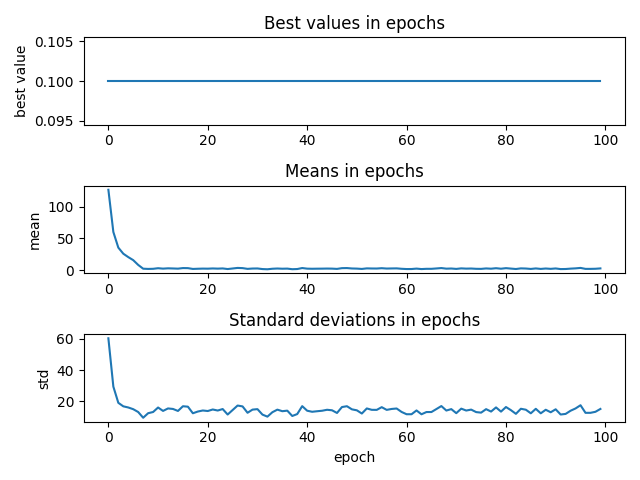 Best values in epochs
0.105
0.100
0.095
best value
0 20 40 60 80 100
Means in epochs
100
50
0
mean
0 20 40 60 80 100
Standard deviations in epochs
60
40
20
std
0 20 40 60 80 100
epoch